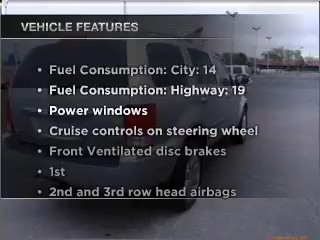 VEHICLE FEATURES
• Fuel Consumption: City: 14
• Fuel Consumption: Highway: 19
• Power windows
• Cruise controls on steering wheel
• Front Ventilated disc brakes
• 1st
• 2nd and 3rd row head airbags